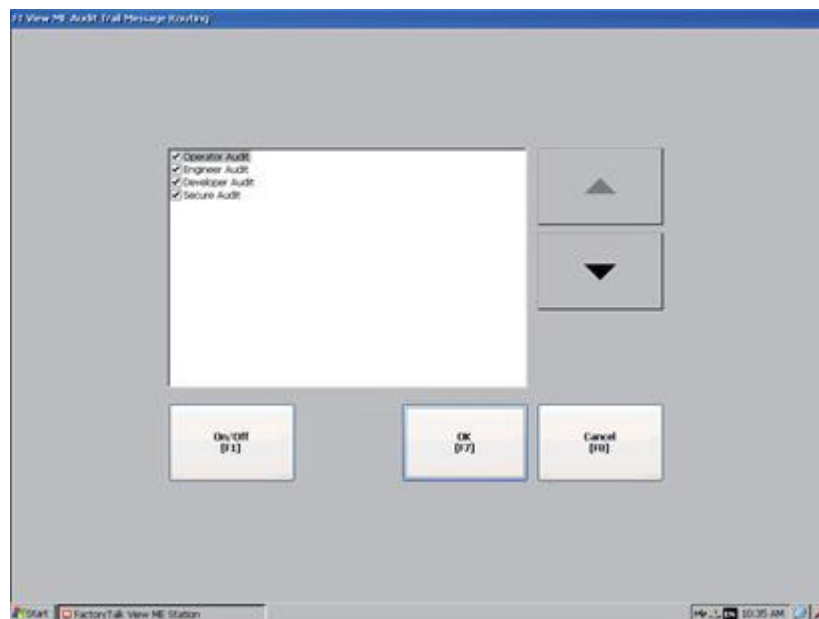 FT View ME Audit Trail Message Routing
Operator Audit
Engineer Audit
Developer Audit
Secure Audit
On/Off
[F1]
OK
[F7]
Cancel
[F8]
Start
FactoryTalk View ME Station
EN
10:35 AM